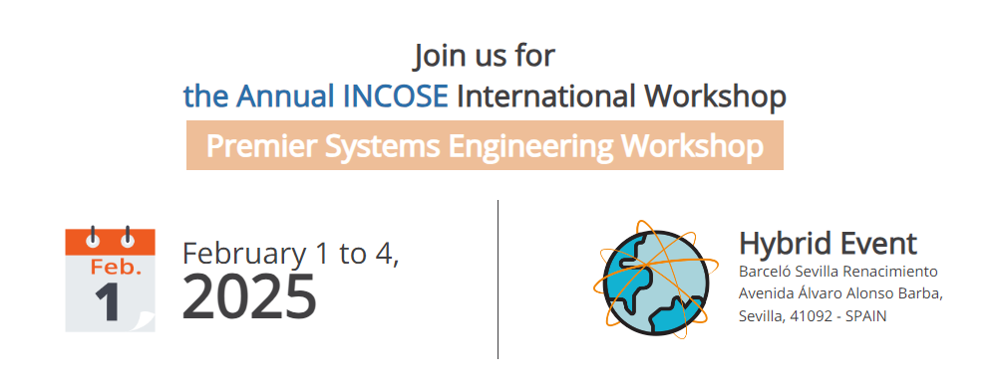 Join us for
the Annual INCOSE International Workshop
Premier Systems Engineering Workshop
Feb.
1
February 1 to 4,
2025
Hybrid Event
Barceló Sevilla Renacimiento
Avenida Álvaro Alonso Barba,
Sevilla, 41092 - SPAIN